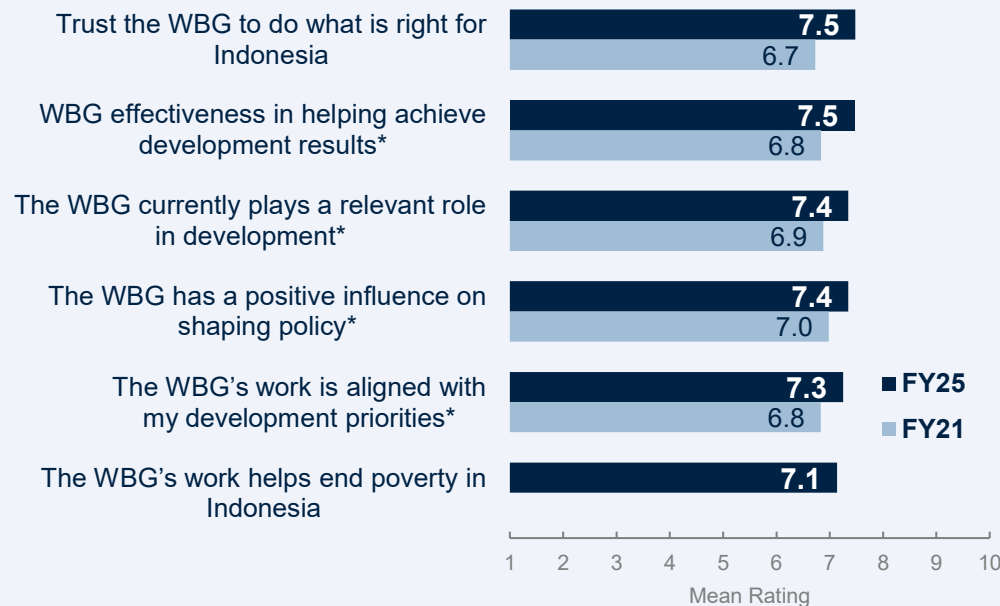 Trust the WBG to do what is right for
Indonesia
7.5
6.7
WBG effectiveness in helping achieve
development results*
7.5
6.8
The WBG currently plays a relevant role
in development*
7.4
6.9
The WBG has a positive influence on
shaping policy*
7.4
7.0
The WBG’s work is aligned with
my development priorities*
7.3
6.8
FY25
FY21
The WBG’s work helps end poverty in
Indonesia
7.1
1 2 3 4 5 6 7 8 9 10
Mean Rating